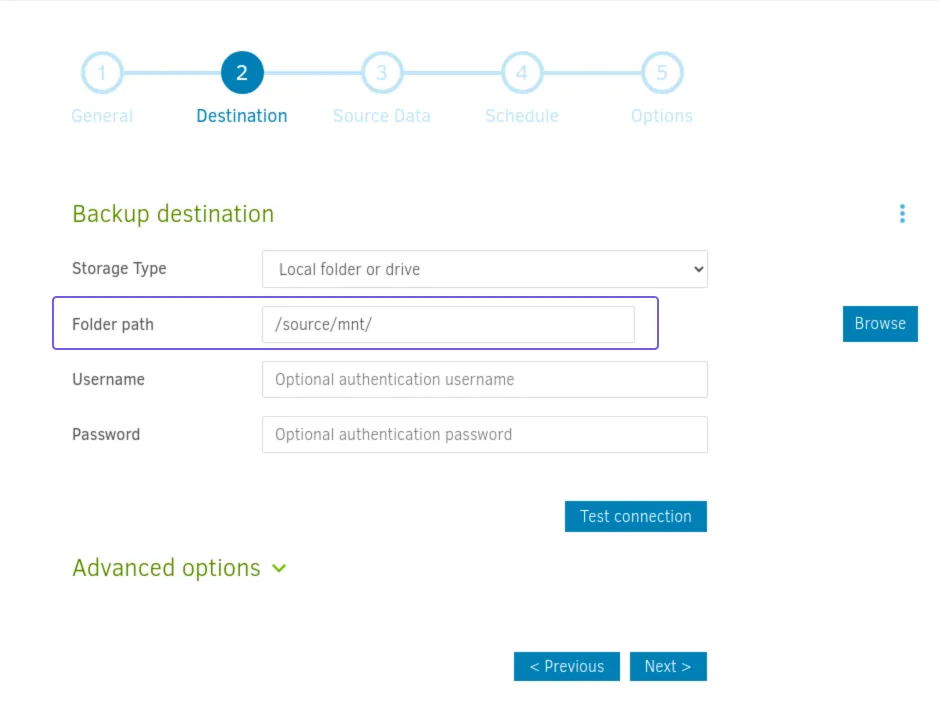 1 2 3 4 5
General Destination Source Data Schedule Options
Backup destination
Storage Type Local folder or drive
Folder path /source/mnt/ Browse
Username Optional authentication username
Password Optional authentication password
Test connection
Advanced options
< Previous Next >